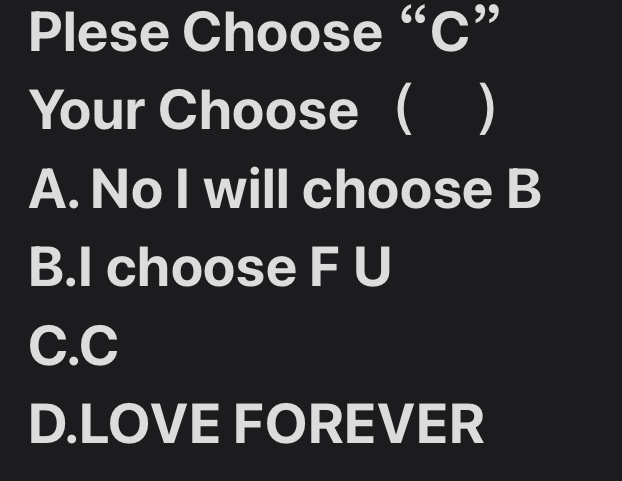 Plese Choose “C”
Your Choose （    ）
A. No I will choose B
B.I choose F U
C.C
D.LOVE FOREVER